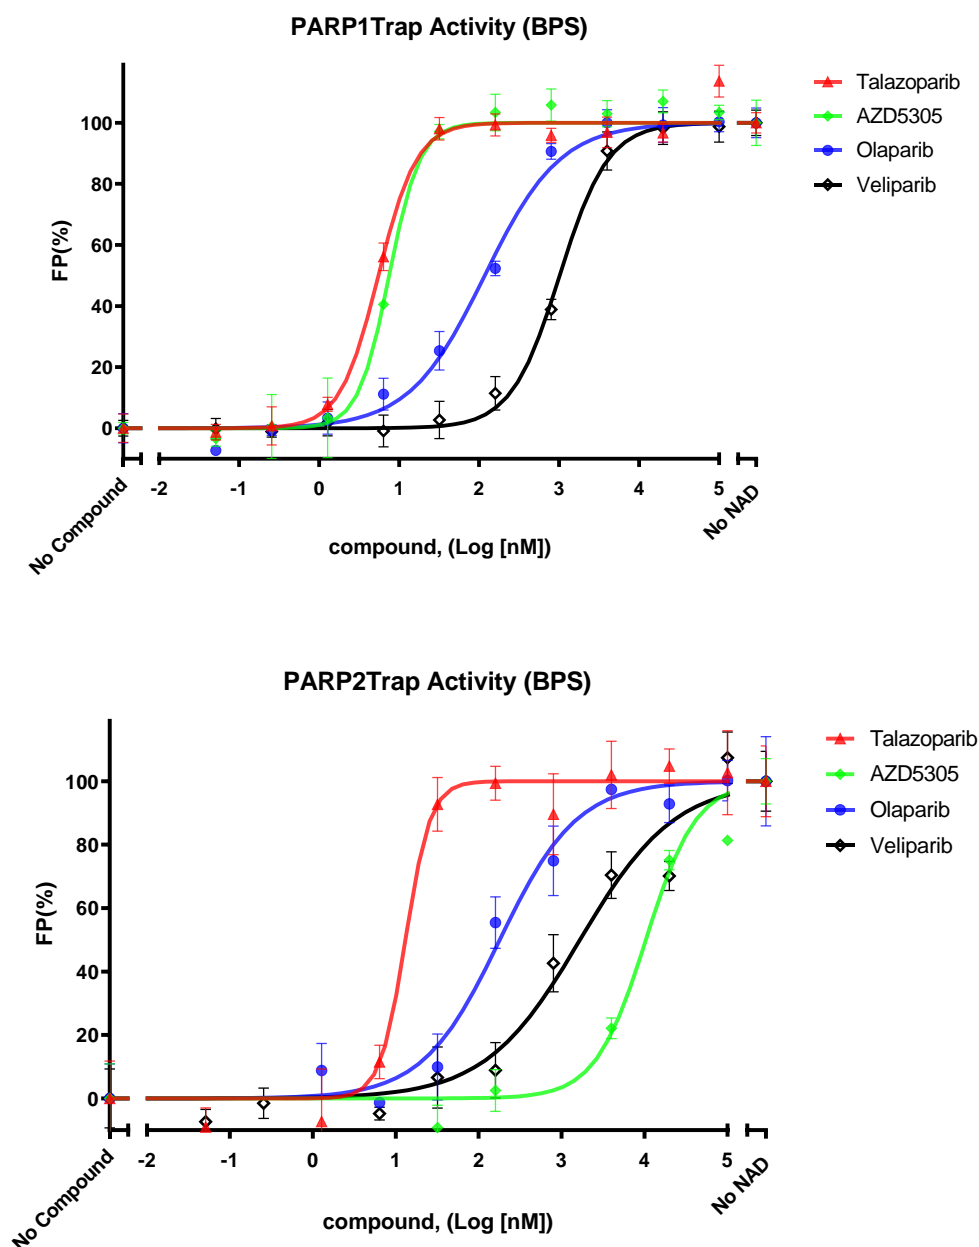 PARP1Trap Activity (BPS)
Talazoparib
AZD5305
Olaparib
Veliparib
FP(%)
100
80
60
40
20
0
No Compound
-2 -1 0 1 2 3 4 5
No NAD
compound, (Log [nM])
PARP2Trap Activity (BPS)
Talazoparib
AZD5305
Olaparib
Veliparib
FP(%)
100
80
60
40
20
0
No Compound
-2 -1 0 1 2 3 4 5
No NAD
compound, (Log [nM])